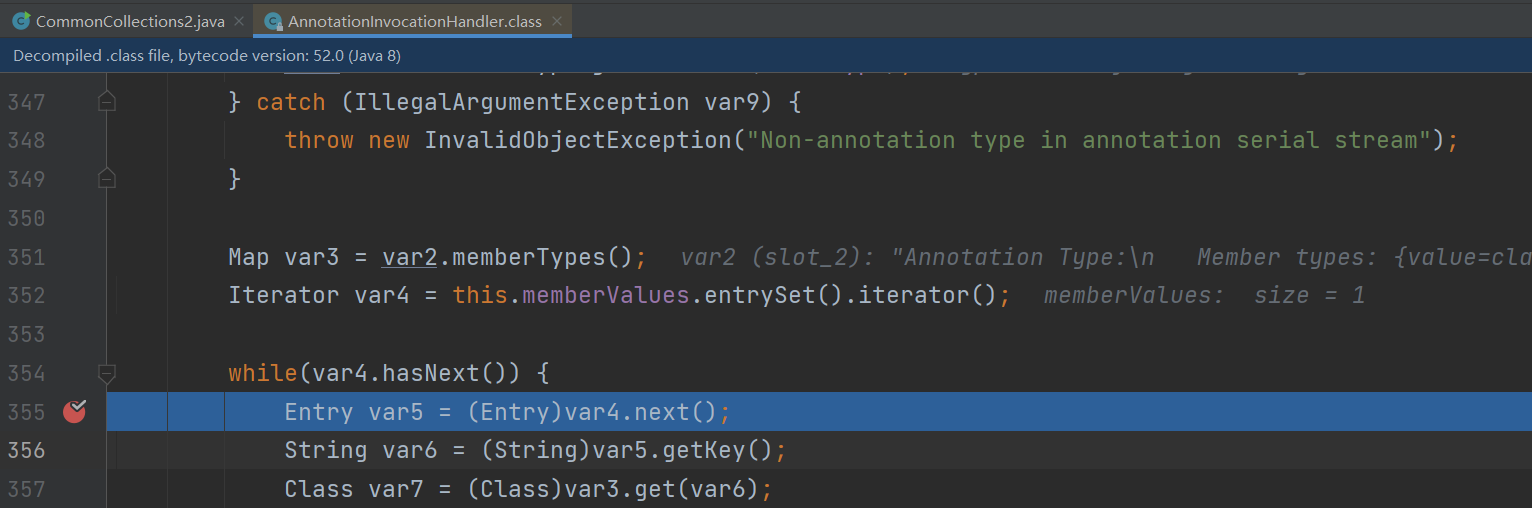 CommonCollections2.java
AnnotationInvocationHandler.class
Decompiled .class file, bytecode version: 52.0 (Java 8)
347 } catch (IllegalArgumentException var9) {
348 throw new InvalidObjectException("Non-annotation type in annotation serial stream");
349 }
350
351 Map var3 = var2.memberTypes(); var2 (slot_2): "Annotation Type:\n Member types: {value=cla
352 Iterator var4 = this.memberValues.entrySet().iterator(); memberValues: size = 1
353
354 while(var4.hasNext()) {
355 Entry var5 = (Entry)var4.next();
356 String var6 = (String)var5.getKey();
357 Class var7 = (Class)var3.get(var6);